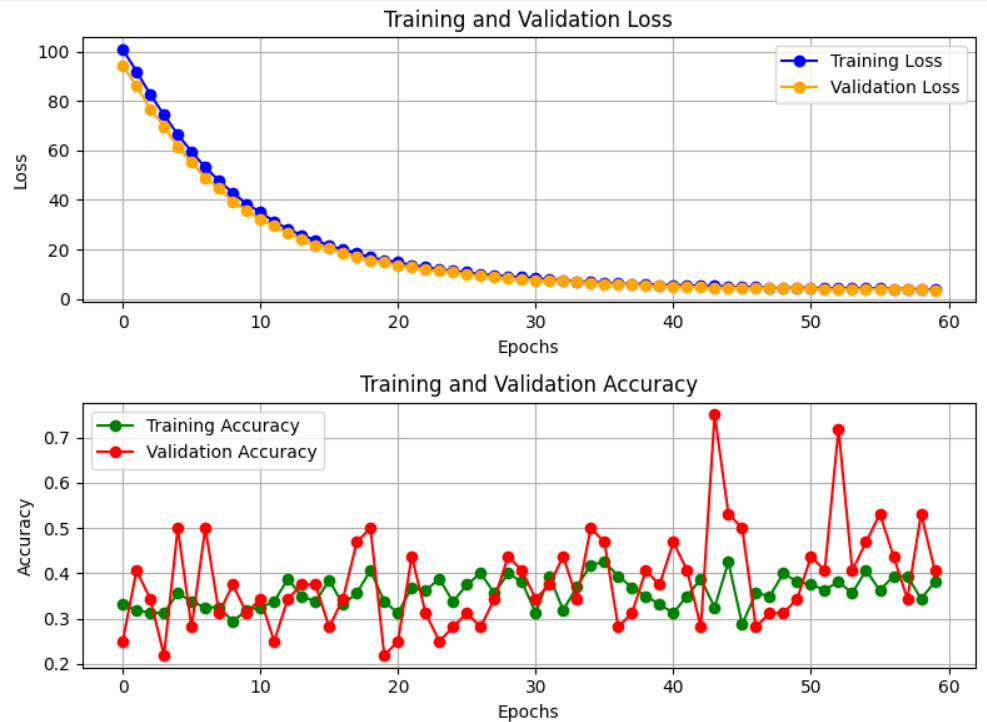 Training and Validation Loss
100
80
60
40
20
0
Loss
Training Loss
Validation Loss
0 10 20 30 40 50 60
Epochs
Training and Validation Accuracy
0.7
0.6
0.5
0.4
0.3
0.2
Accuracy
Training Accuracy
Validation Accuracy
0 10 20 30 40 50 60
Epochs